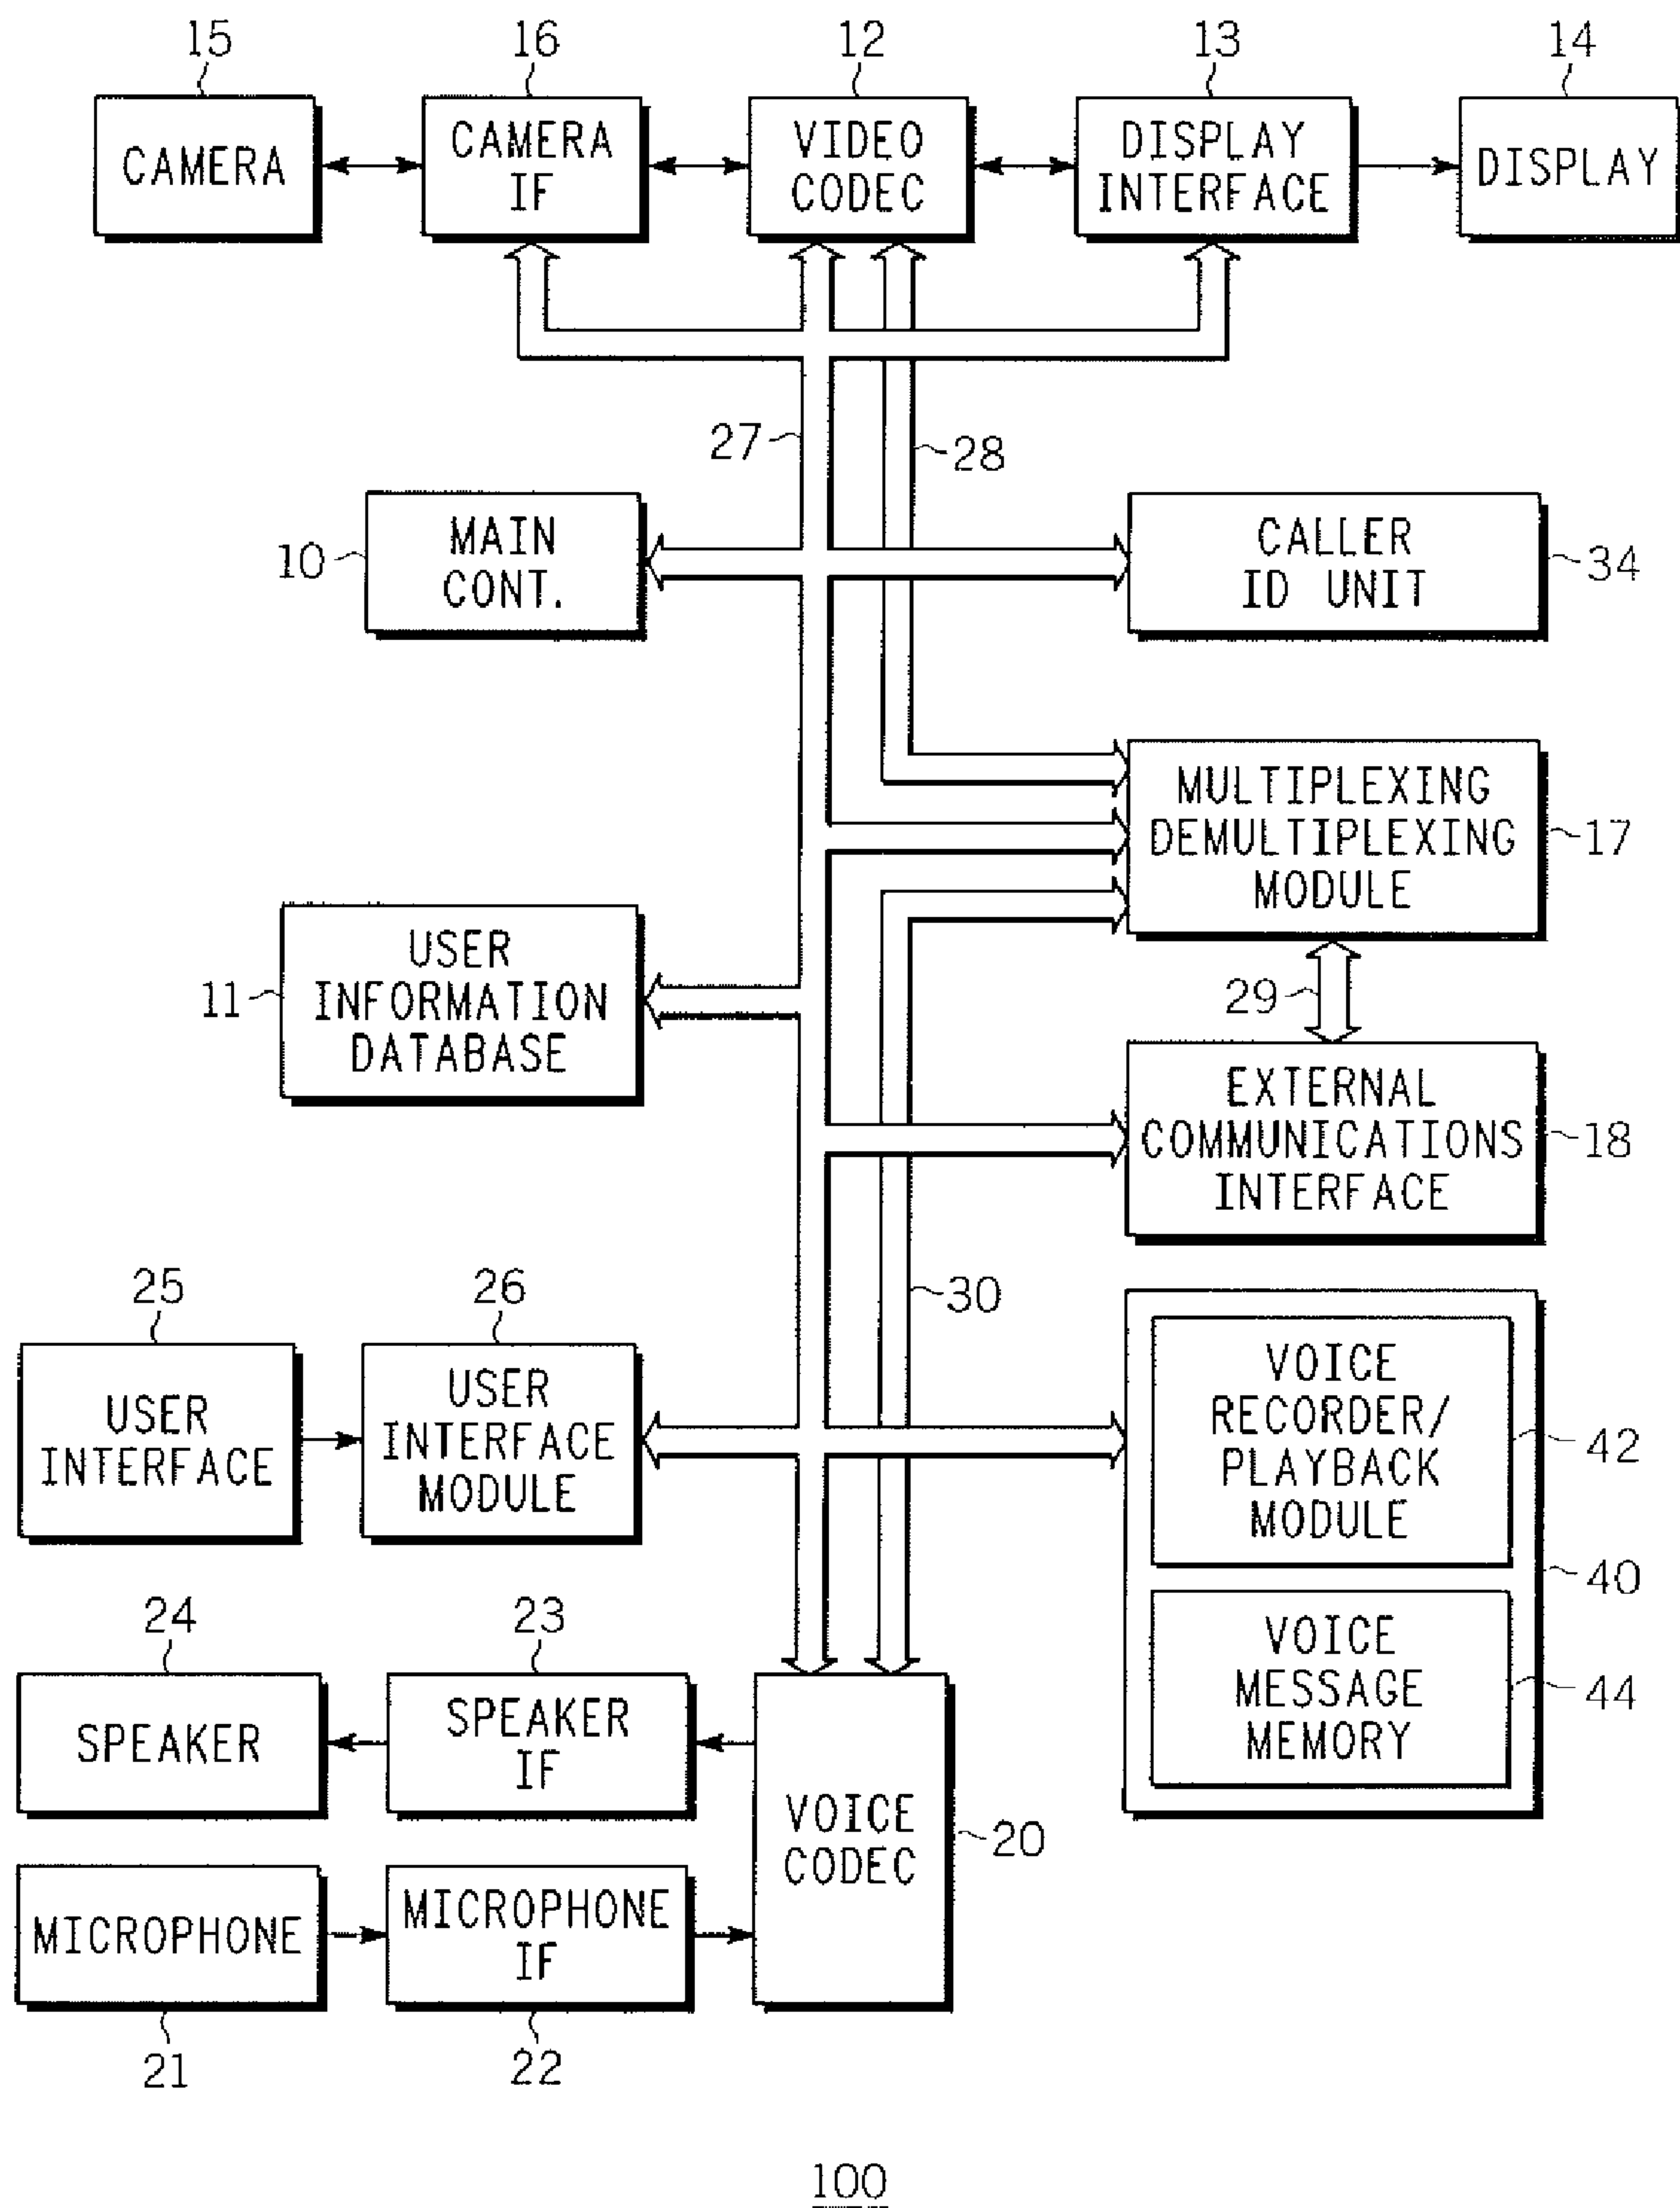 15
16
12
13
14
CAMERA
CAMERA
IF
VIDEO
CODEC
DISPLAY
INTERFACE
DISPLAY
27
28
10
MAIN
CONT.
CALLER
ID UNIT
34
MULTIPLEXING
DEMULTIPLEXING
MODULE
17
11
USER
INFORMATION
DATABASE
29
EXTERNAL
COMMUNICATIONS
INTERFACE
18
25
26
30
USER
INTERFACE
USER
INTERFACE
MODULE
VOICE
RECORDER/
PLAYBACK
MODULE
42
40
24
23
SPEAKER
SPEAKER
IF
VOICE
MESSAGE
MEMORY
44
VOICE
CODEC
20
MICROPHONE
MICROPHONE
IF
21
22
100